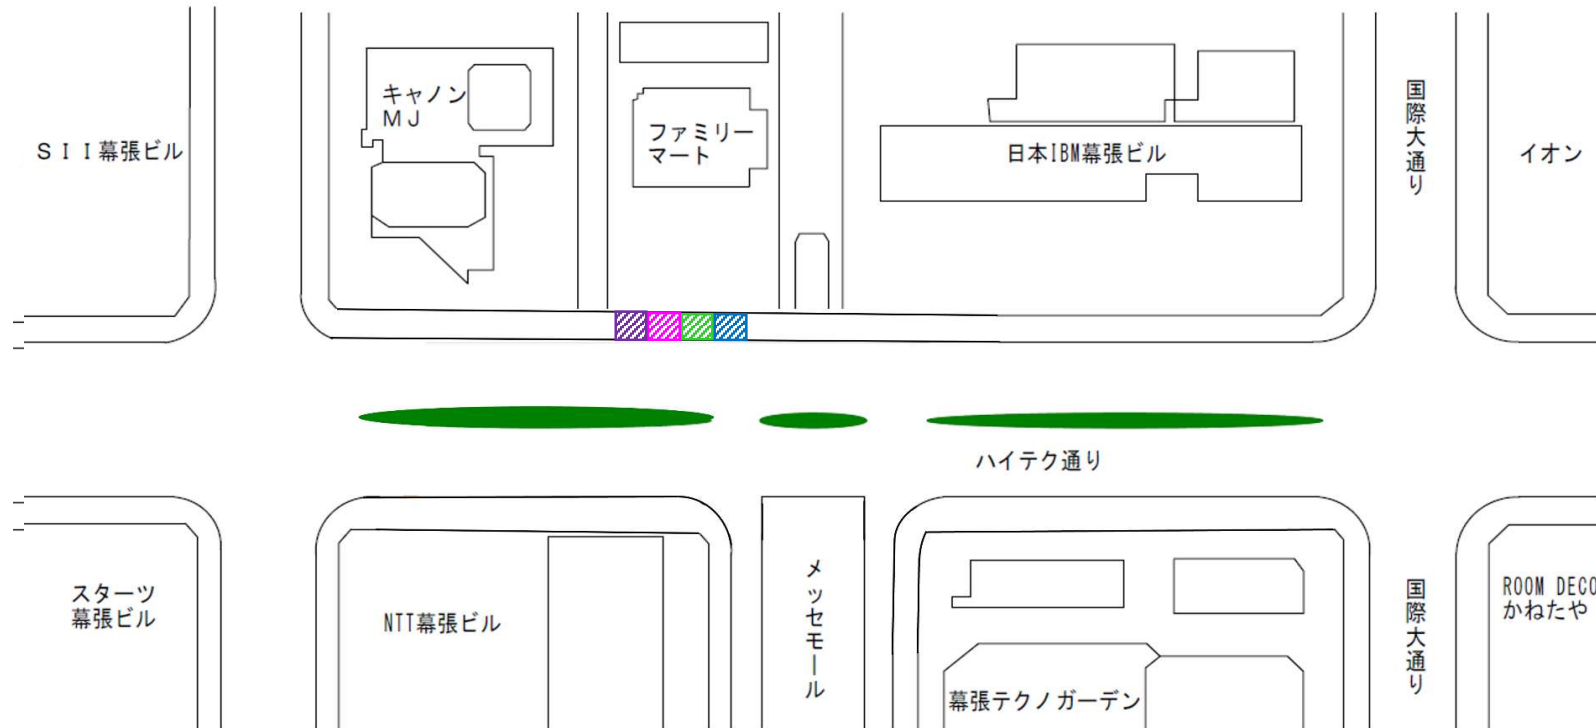 キャノン
ＭＪ
ＳＩＩ幕張ビル
ファミリー
マート
日本IBM幕張ビル
国際大通り
イオン
ハイテク通り
スターツ
幕張ビル
NTT幕張ビル
メッセモール
幕張テクノガーデン
国際大通り
ROOM DECO
かねたや